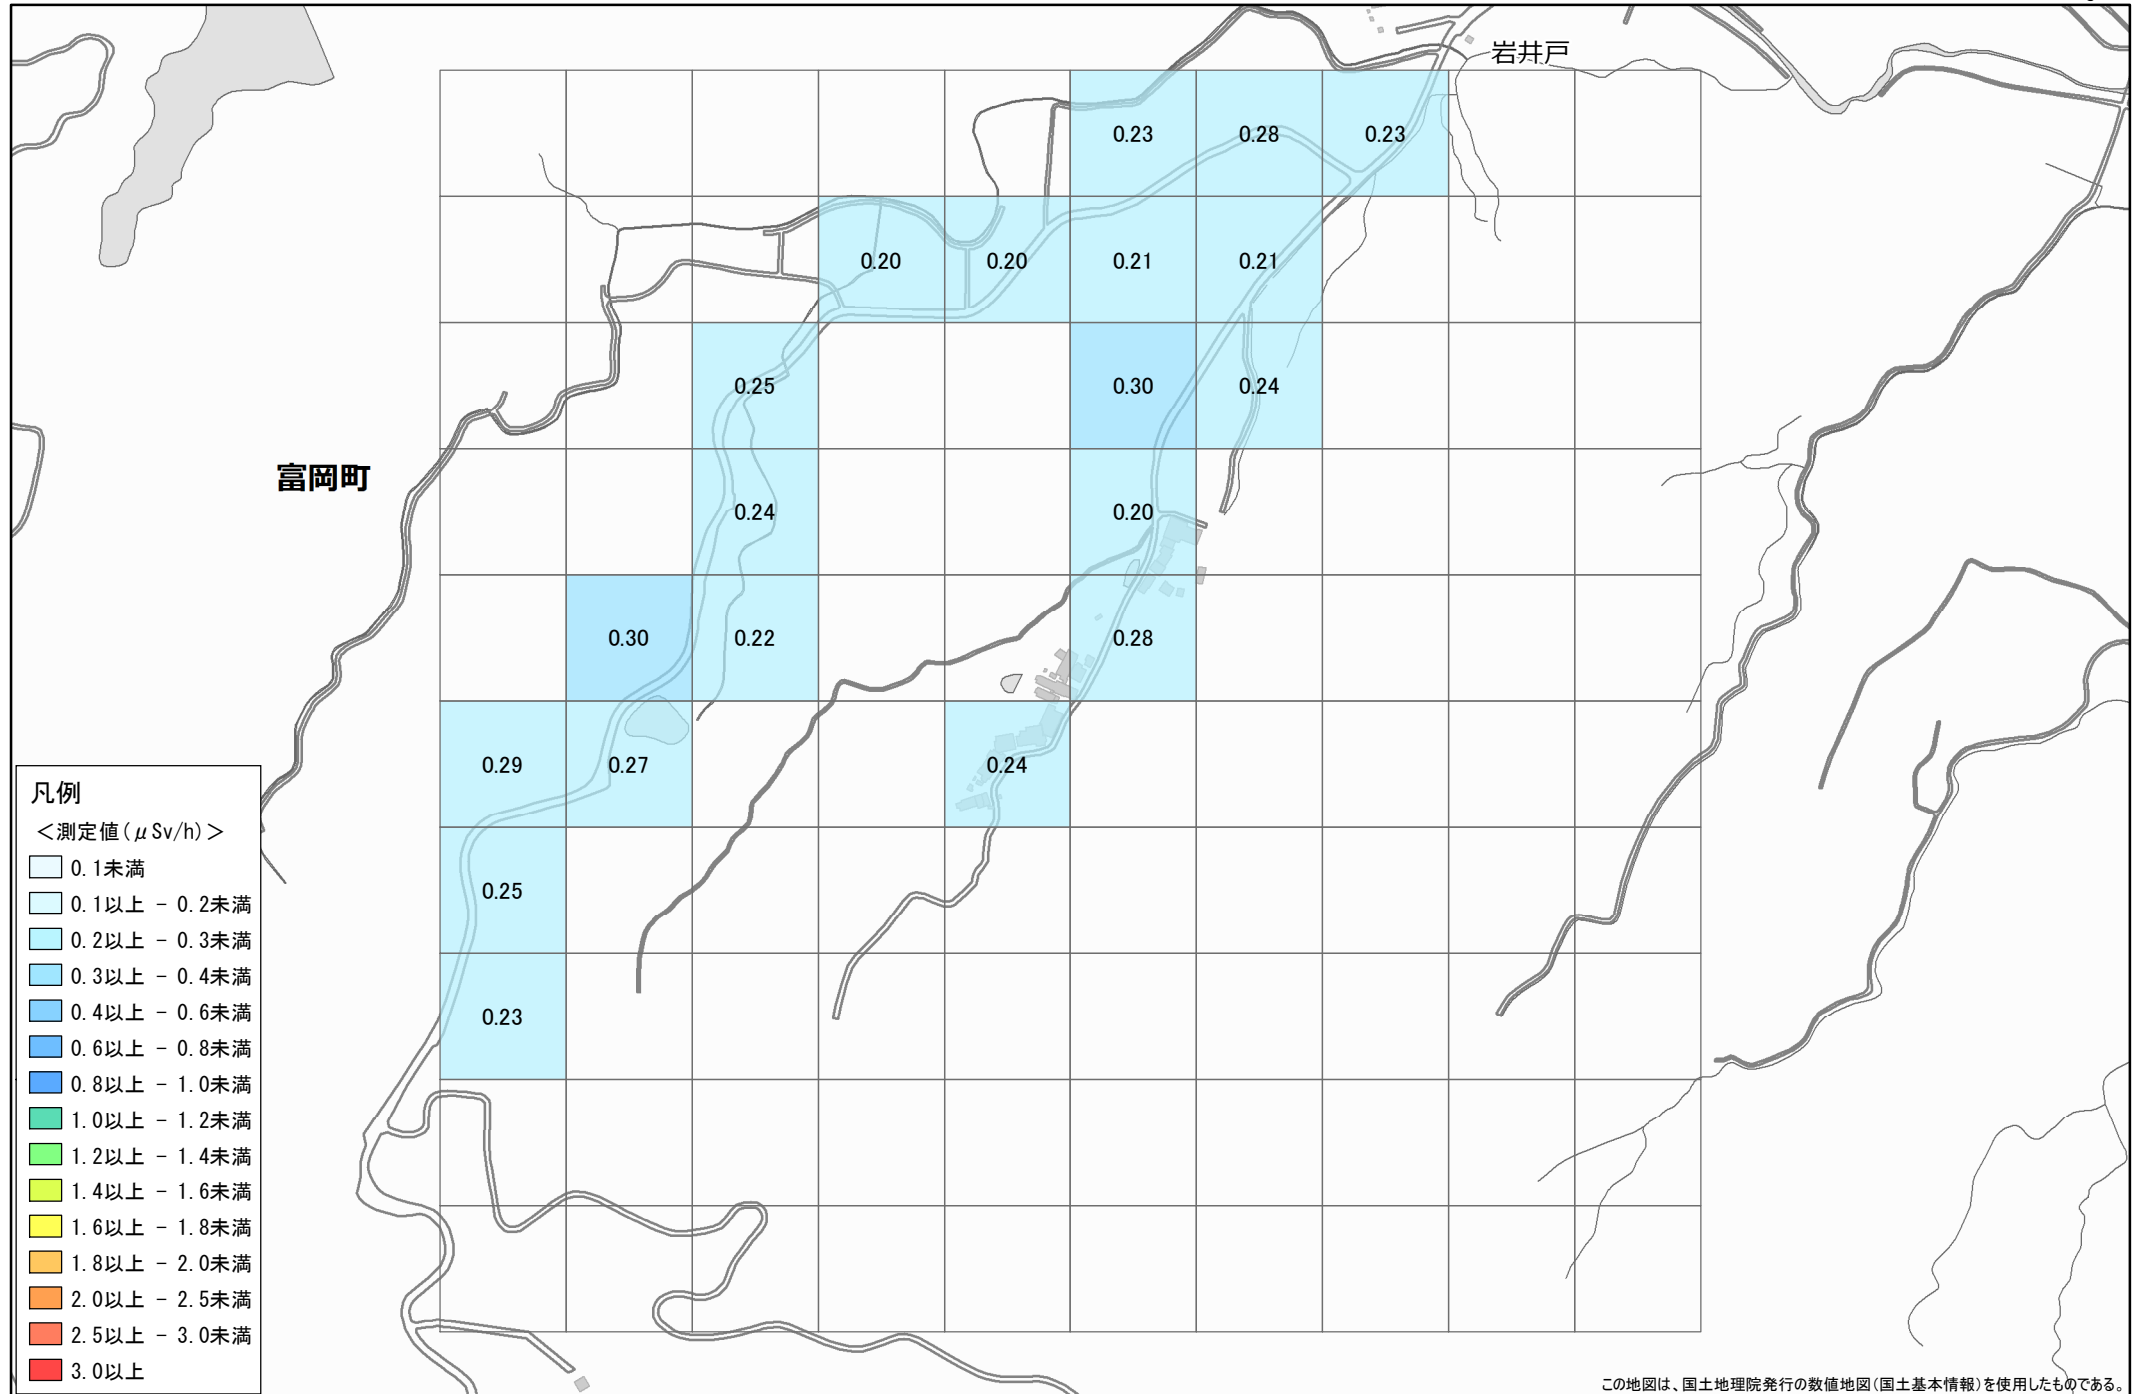 岩井戸
0.23 0.28 0.23
0.20 0.20 0.21 0.21
0.25 0.30 0.24
富岡町
0.24 0.20
0.30 0.22 0.28
0.29 0.27 0.24
0.25
0.23
凡例
＜測定値(μSv/h)＞
0.1未満
0.1以上 － 0.2未満
0.2以上 － 0.3未満
0.3以上 － 0.4未満
0.4以上 － 0.6未満
0.6以上 － 0.8未満
0.8以上 － 1.0未満
1.0以上 － 1.2未満
1.2以上 － 1.4未満
1.4以上 － 1.6未満
1.6以上 － 1.8未満
1.8以上 － 2.0未満
2.0以上 － 2.5未満
2.5以上 － 3.0未満
3.0以上
この地図は、国土地理院発行の数値地図(国土基本情報)を使用したものである。